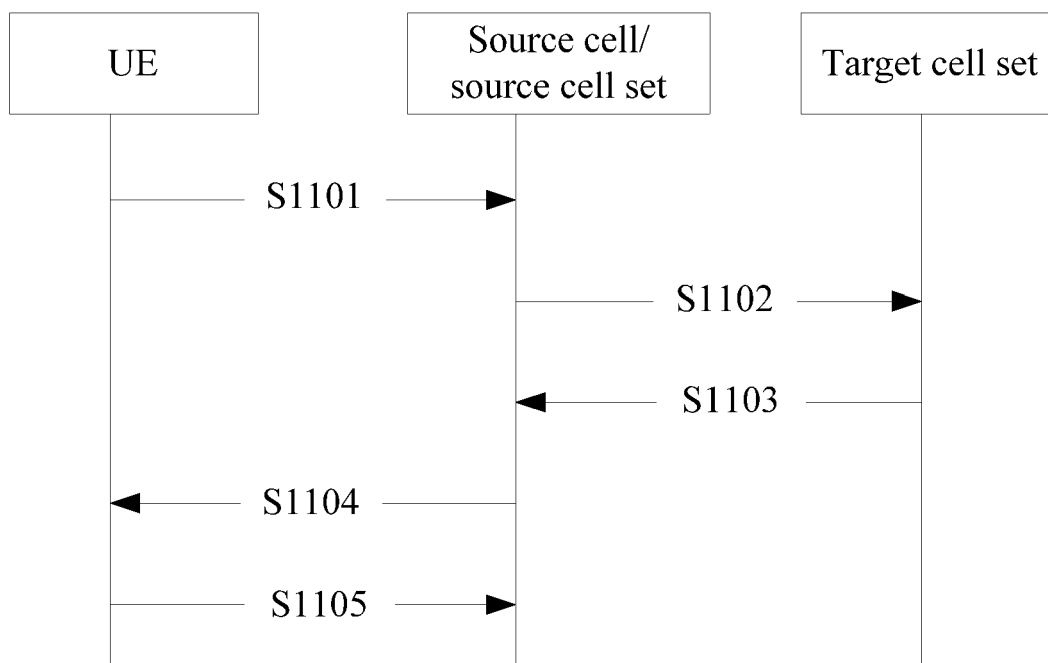 UE
Source cell/
source cell set
Target cell set
S1101
S1102
S1103
S1104
S1105